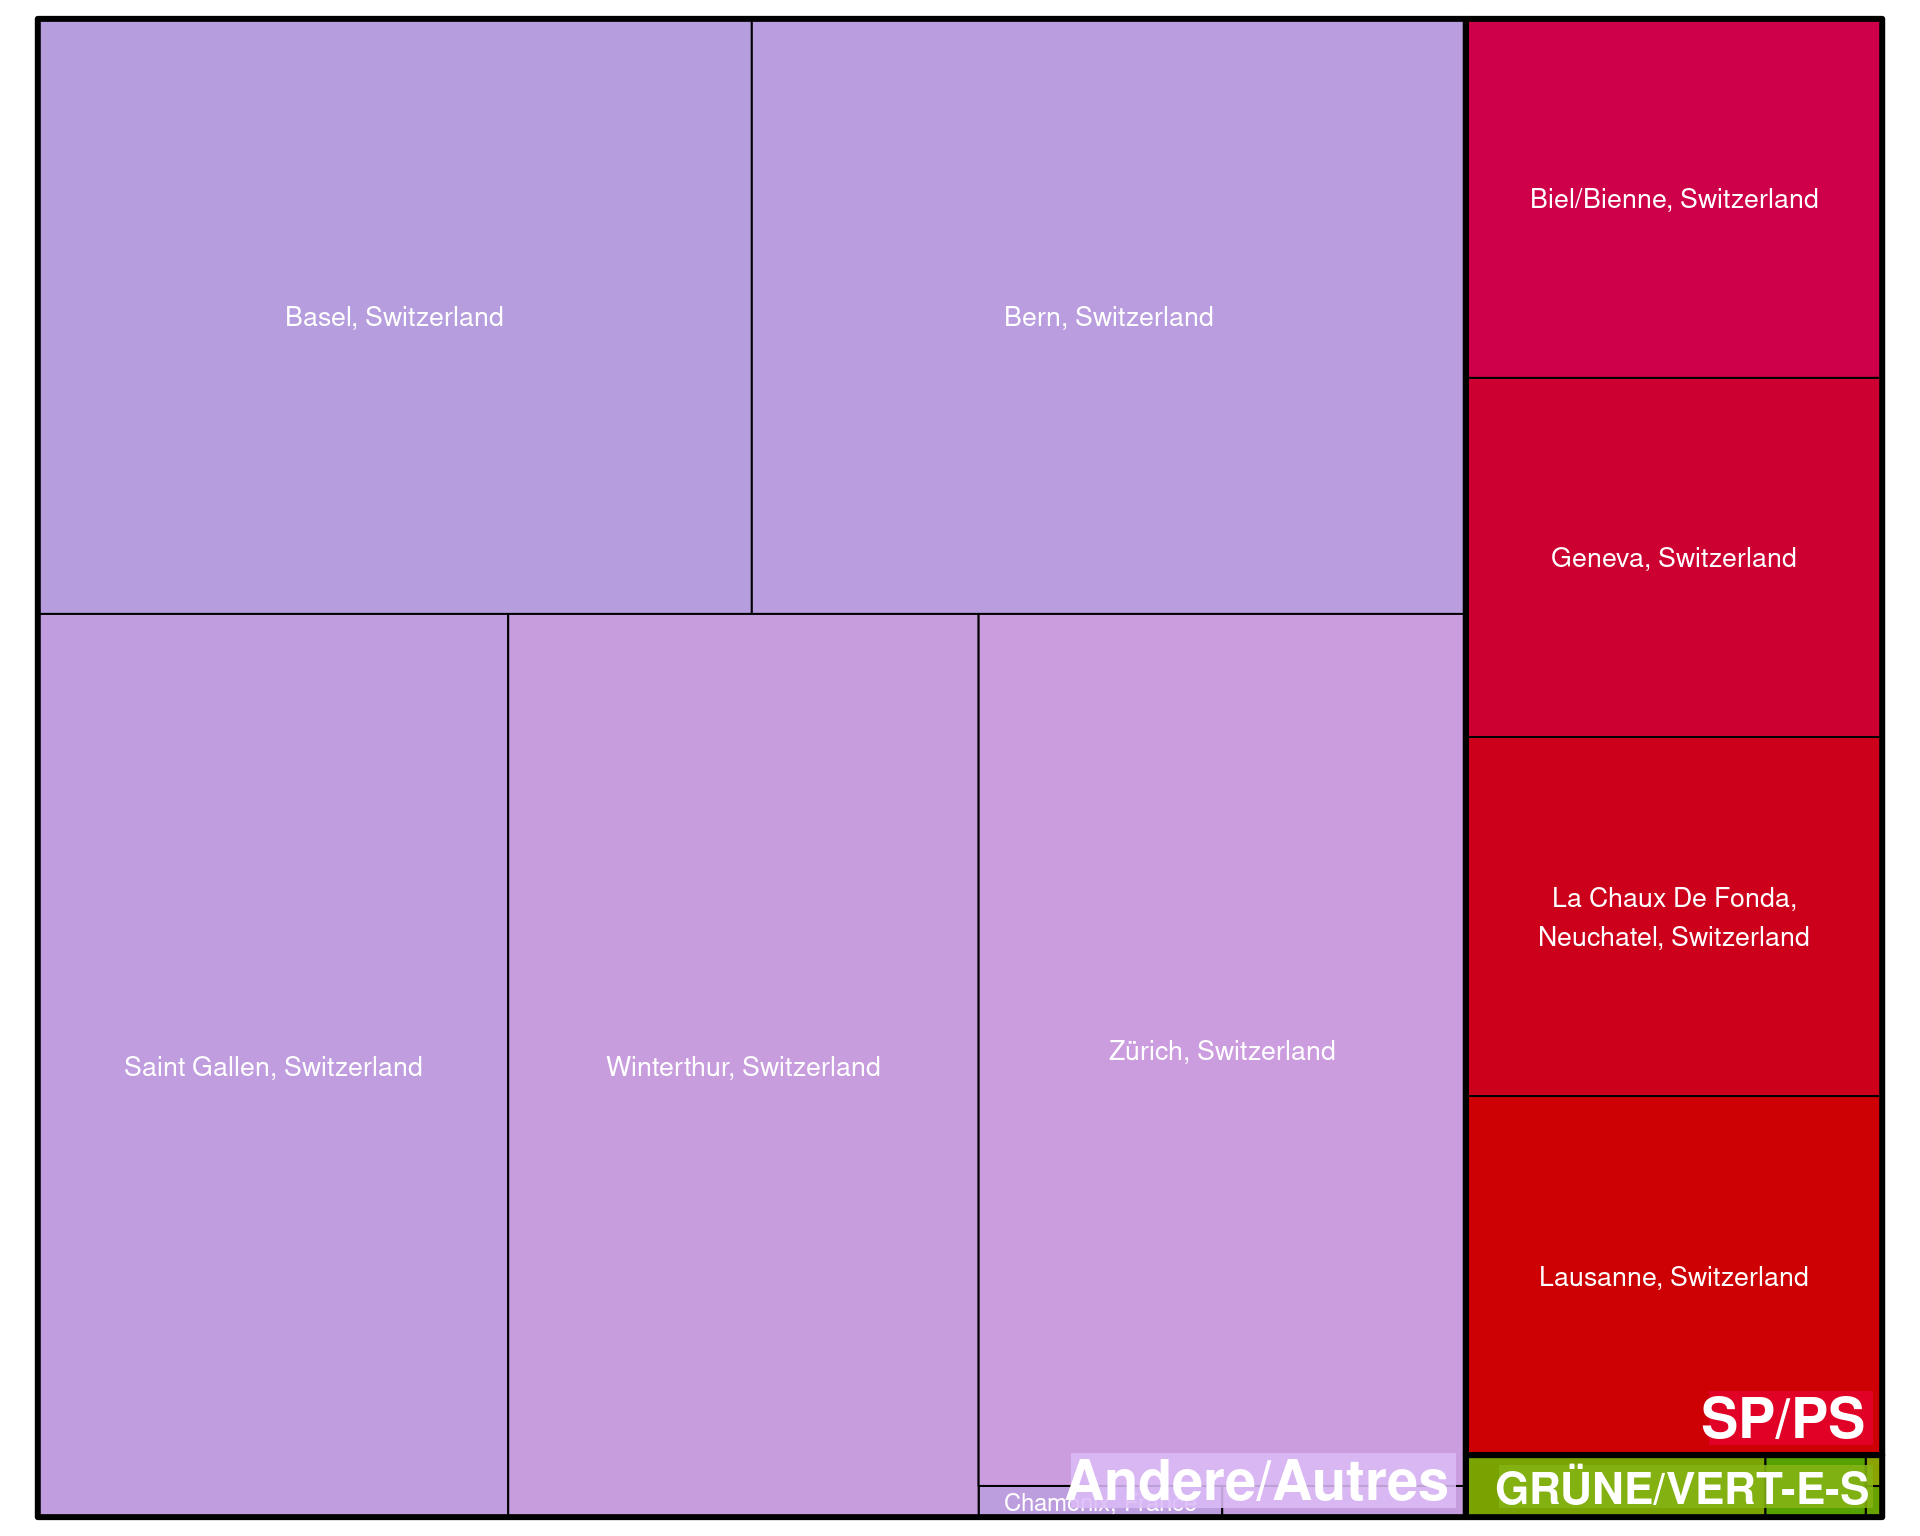 Basel, Switzerland
Bern, Switzerland
Biel/Bienne, Switzerland
Geneva, Switzerland
La Chaux De Fonda,
Neuchatel, Switzerland
Saint Gallen, Switzerland
Winterthur, Switzerland
Zürich, Switzerland
Lausanne, Switzerland
SP/PS
Andere/Autres
GRÜNE/VERT-E-S
Chamonix, France